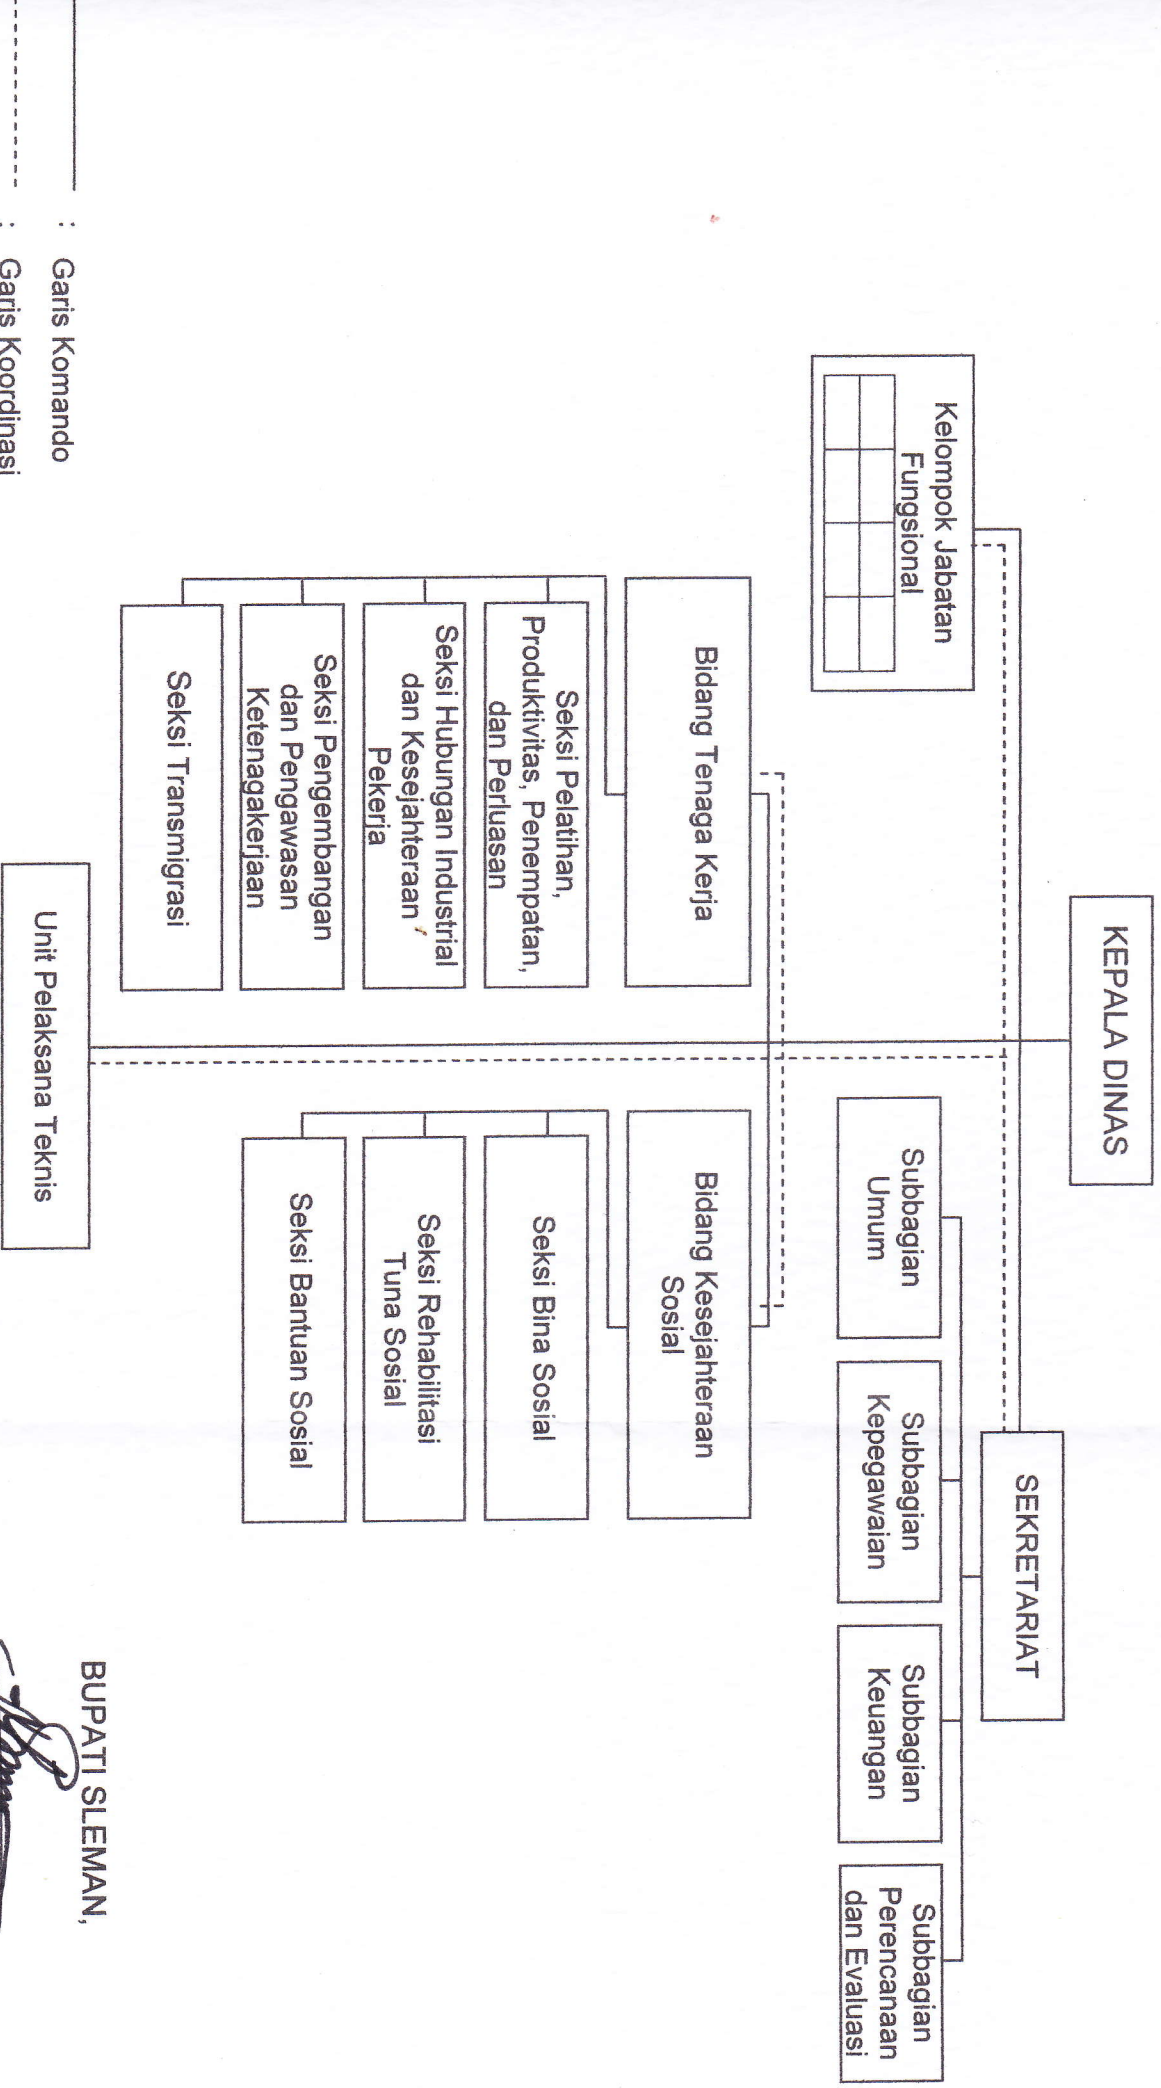 KEPALA DINAS
SEKRETARIAT
Kelompok Jabatan
Fungsional
Subbagian
Umum
Subbagian
Kepegawaian
Subbagian
Keuangan
Subbagian
Perencanaan
dan Evaluasi
Bidang Tenaga Kerja
Seksi Pelatihan,
Produktivitas, Penempatan,
dan Perluasan
Seksi Hubungan Industrial
dan Kesejahteraan
Pekerja
Seksi Pengembangan
dan Pengawasan
Ketenagakerjaan
Seksi Transmigrasi
Bidang Kesejahteraan
Sosial
Seksi Bina Sosial
Seksi Rehabilitasi
Tuna Sosial
Seksi Bantuan Sosial
Unit Pelaksana Teknis
: Garis Komando
: Garis Koordinasi
BUPATI SLEMAN,